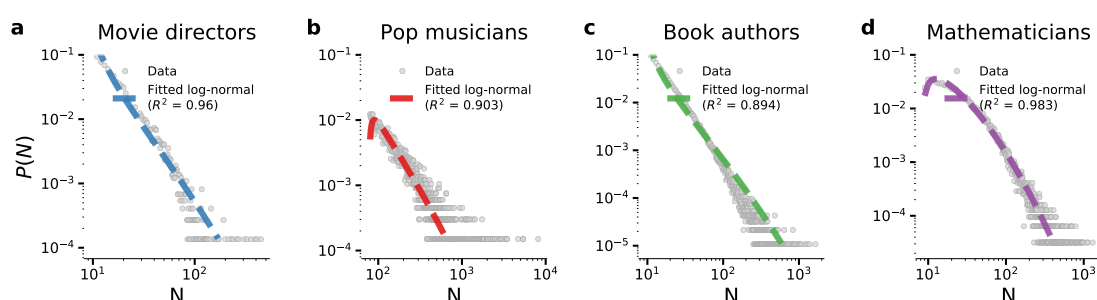 a Movie directors
P(N)
10⁻¹
10⁻²
10⁻³
10⁻⁴
Data
Fitted log-normal
(R² = 0.96)
10¹ 10²
N
b Pop musicians
10⁻¹
10⁻²
10⁻³
10⁻⁴
Data
Fitted log-normal
(R² = 0.903)
10² 10³ 10⁴
N
c Book authors
10⁻¹
10⁻²
10⁻³
10⁻⁴
10⁻⁵
Data
Fitted log-normal
(R² = 0.894)
10¹ 10² 10³
N
d Mathematicians
10⁻¹
10⁻²
10⁻³
10⁻⁴
Data
Fitted log-normal
(R² = 0.983)
10¹ 10² 10³
N